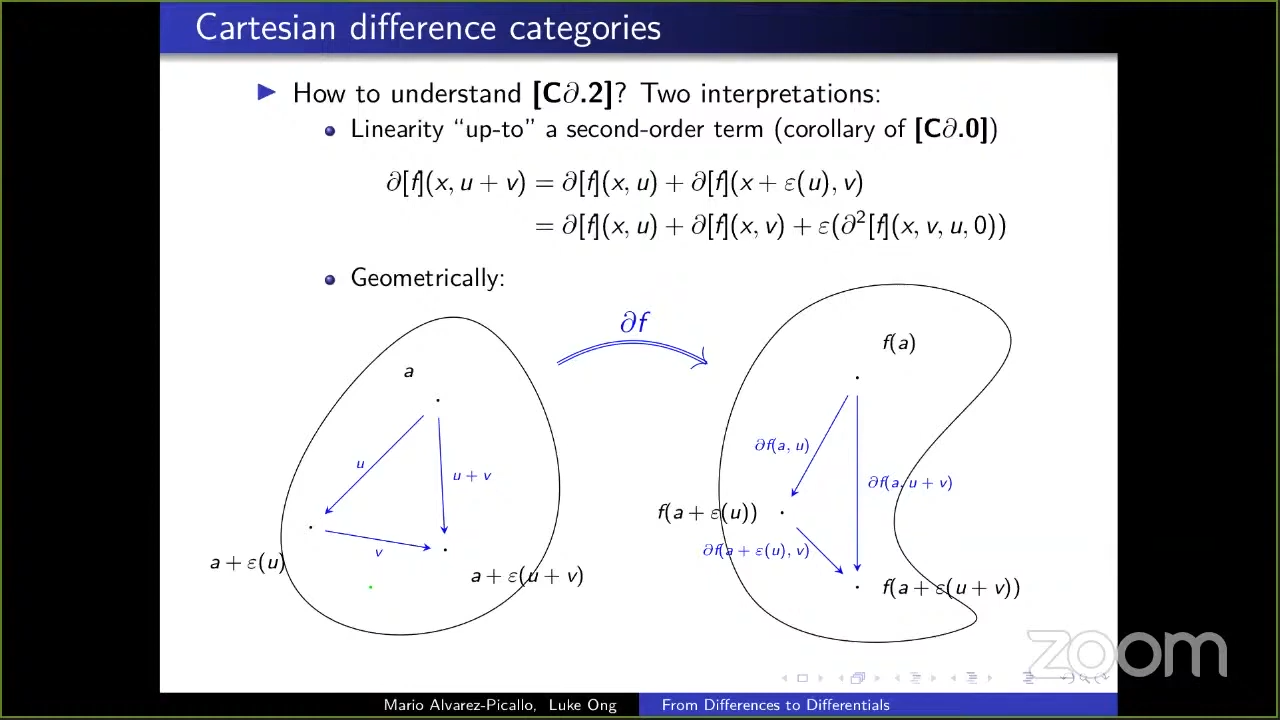 Cartesian difference categories
How to understand [C∂.2]? Two interpretations:
Linearity “up-to” a second-order term (corollary of [C∂.0])
∂[f](x, u + v) = ∂[f](x, u) + ∂[f](x + ε(u), v)
= ∂[f](x, u) + ∂[f](x, v) + ε(∂²[f](x, v, u, 0))
Geometrically:
∂f
a
u
u + v
v
a + ε(u)
a + ε(u + v)
f(a)
∂f(a, u)
∂f(a, u + v)
f(a + ε(u))
∂f(a + ε(u), v)
f(a + ε(u + v))
zoom
Mario Alvarez-Picallo, Luke Ong
From Differences to Differentials